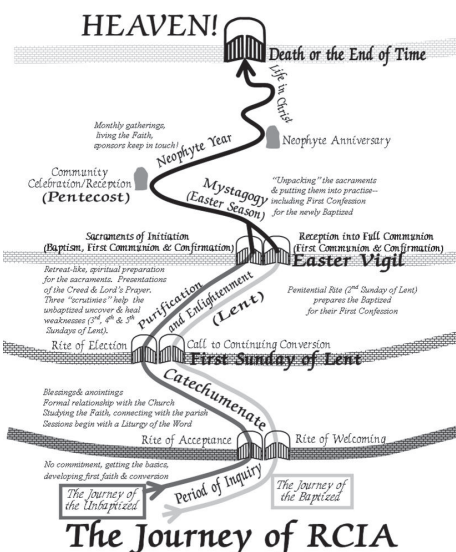 HEAVEN!
Death or the End of Time
Life in Christ
Monthly gatherings,
living the Faith,
sponsors keep in touch!
Neophyte Year
Neophyte Anniversary
Community
Celebration/Reception
(Pentecost)
Mystagogy
(Easter Season)
"Unpacking" the sacraments
& putting them into practise--
including First Confession
for the newly Baptized
Sacraments of Initiation
(Baptism, First Communion & Confirmation)
Reception into Full Communion
(First Communion & Confirmation)
Easter Vigil
Retreat-like, spiritual preparation
for the sacraments. Presentations
of the Creed & Lord's Prayer.
Three "scrutinies" help the
unbaptized uncover & heal
weaknesses (3rd, 4th & 5th
Sundays of Lent).
Purification
and Enlightenment
(Lent)
Penitential Rite (2nd Sunday of Lent)
prepares the Baptized
for their First Confession
Rite of Election
Call to Continuing Conversion
First Sunday of Lent
Catechumenate
Blessings& anointings
Formal relationship with the Church
Studying the Faith, connecting with the parish
Sessions begin with a Liturgy of the Word
Rite of Acceptance
Rite of Welcoming
No commitment, getting the basics,
developing first faith & conversion
Period of Inquiry
The Journey of
the Unbaptized
The Journey of
the Baptized
The Journey of RCIA